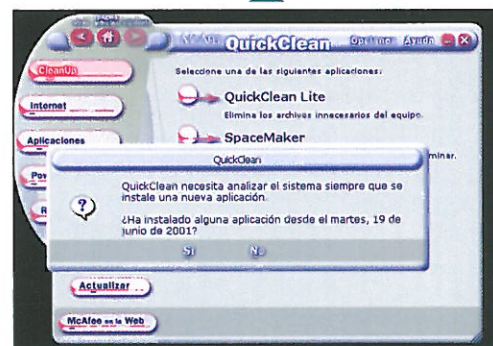 QuickClean
Opciones Ayuda
CleanUp
Internet
Aplicaciones
Seleccione una de las siguientes aplicaciones:
QuickClean Lite
Elimina los archivos innecesarios del equipo.
SpaceMaker
minar.
QuickClean
QuickClean necesita analizar el sistema siempre que se
instale una nueva aplicación.
¿Ha instalado alguna aplicación desde el martes, 19 de
junio de 2001?
Sí No
Actualizar
McAfee en la Web